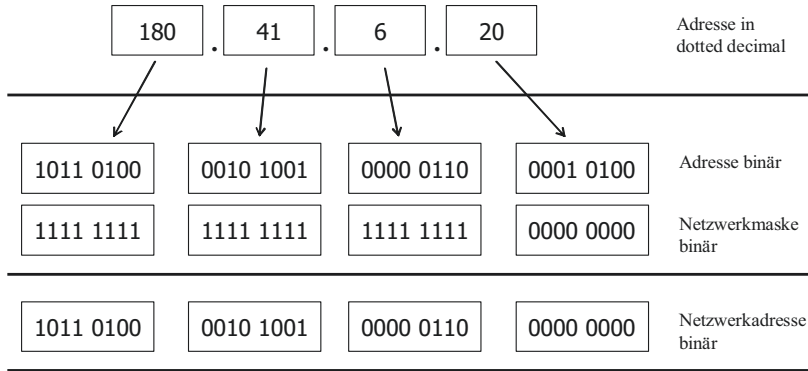 180 . 41 . 6 . 20 Adresse in
dotted decimal
1011 0100 0010 1001 0000 0110 0001 0100 Adresse binär
1111 1111 1111 1111 1111 1111 0000 0000 Netzwerkmaske
binär
1011 0100 0010 1001 0000 0110 0000 0000 Netzwerkadresse
binär